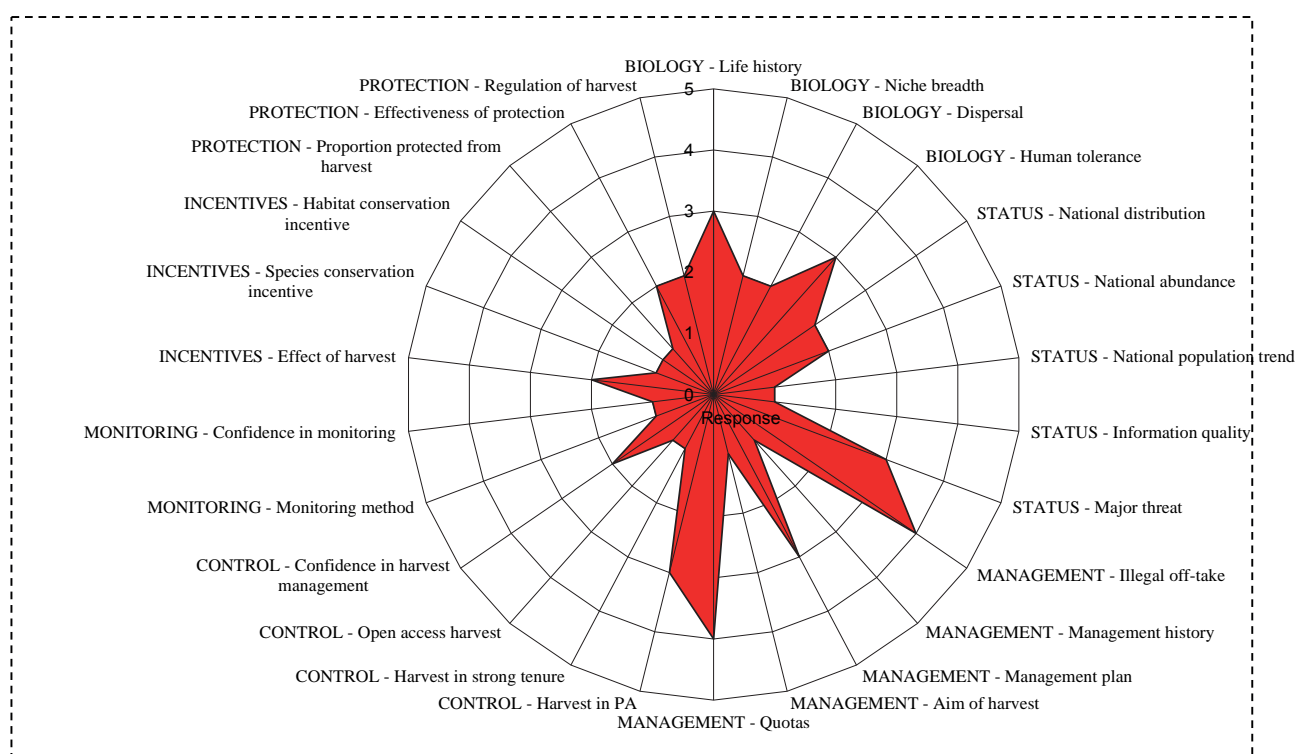 BIOLOGY - Life history
BIOLOGY - Niche breadth
BIOLOGY - Dispersal
BIOLOGY - Human tolerance
STATUS - National distribution
STATUS - National abundance
STATUS - National population trend
STATUS - Information quality
STATUS - Major threat
MANAGEMENT - Illegal off-take
MANAGEMENT - Management history
MANAGEMENT - Management plan
MANAGEMENT - Aim of harvest
MANAGEMENT - Quotas
CONTROL - Harvest in PA
CONTROL - Harvest in strong tenure
CONTROL - Open access harvest
CONTROL - Confidence in harvest
management
MONITORING - Monitoring method
MONITORING - Confidence in monitoring
INCENTIVES - Effect of harvest
INCENTIVES - Species conservation
incentive
INCENTIVES - Habitat conservation
incentive
PROTECTION - Proportion protected from
harvest
PROTECTION - Effectiveness of protection
PROTECTION - Regulation of harvest
5
4
3
2
1
0
Response